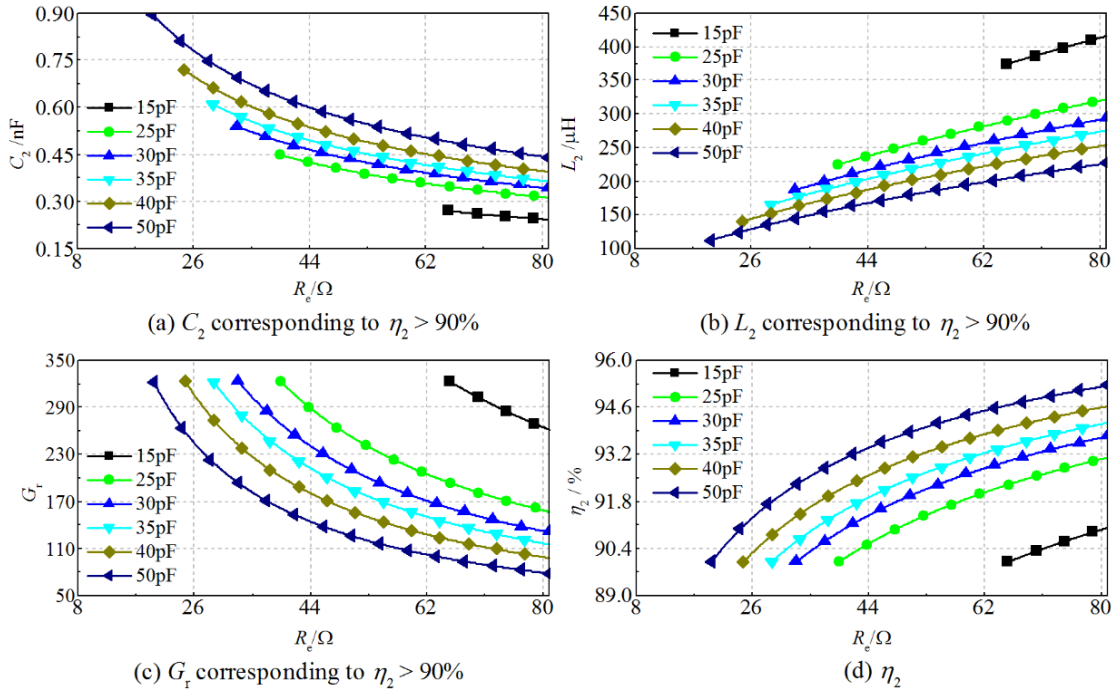 0.90
0.75
0.60
0.45
0.30
0.15
C₂ /nF
15pF
25pF
30pF
35pF
40pF
50pF
8 26 44 62 80
Rₑ/Ω
(a) C₂ corresponding to η₂ > 90%
450
400
350
300
250
200
150
100
L₂ /μH
15pF
25pF
30pF
35pF
40pF
50pF
8 26 44 62 80
Rₑ/Ω
(b) L₂ corresponding to η₂ > 90%
350
290
230
170
110
50
Gᵣ
15pF
25pF
30pF
35pF
40pF
50pF
8 26 44 62 80
Rₑ/Ω
(c) Gᵣ corresponding to η₂ > 90%
96.0
94.6
93.2
91.8
90.4
89.0
η₂ / %
15pF
25pF
30pF
35pF
40pF
50pF
8 26 44 62 80
Rₑ/Ω
(d) η₂